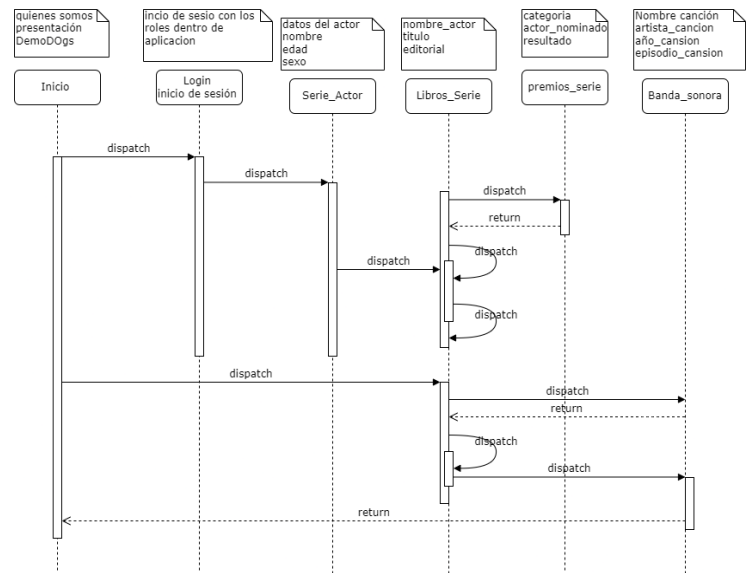 quienes somos
presentación
DemoDOgs
incio de sesio con los
roles dentro de
aplicacion
datos del actor
nombre
edad
sexo
nombre_actor
titulo
editorial
categoria
actor_nominado
resultado
Nombre canción
artista_cancion
año_cansion
episodio_cansion
Inicio
Login
inicio de sesión
Serie_Actor
Libros_Serie
premios_serie
Banda_sonora
dispatch
dispatch
dispatch
return
dispatch
dispatch
dispatch
dispatch
dispatch
return
dispatch
dispatch
return